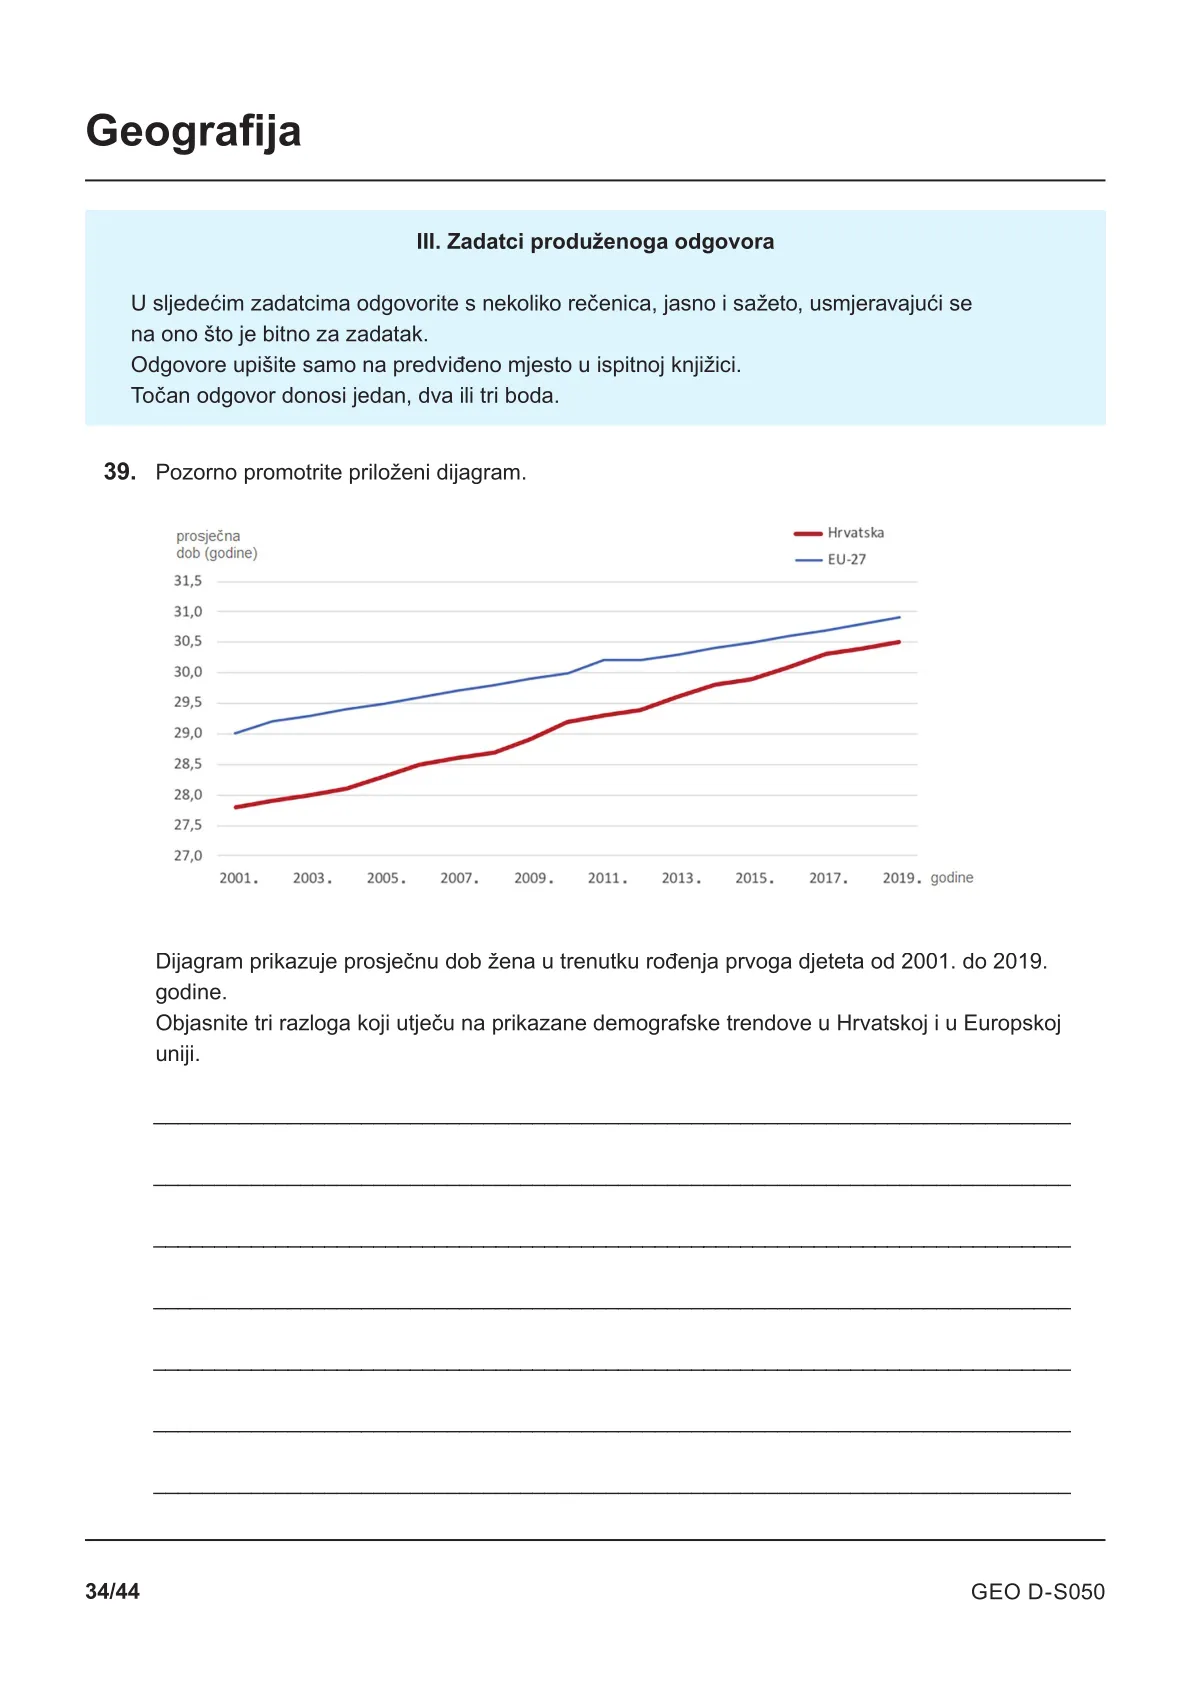 Geografija
III. Zadatci produženoga odgovora
U sljedećim zadatcima odgovorite s nekoliko rečenica, jasno i sažeto, usmjeravajući se
na ono što je bitno za zadatak.
Odgovore upišite samo na predviđeno mjesto u ispitnoj knjižici.
Točan odgovor donosi jedan, dva ili tri boda.
39. Pozorno promotrite priloženi dijagram.
prosječna
dob (godine)
Hrvatska
EU-27
31,5
31,0
30,5
30,0
29,5
29,0
28,5
28,0
27,5
27,0
2001. 2003. 2005. 2007. 2009. 2011. 2013. 2015. 2017. 2019. godine
Dijagram prikazuje prosječnu dob žena u trenutku rođenja prvoga djeteta od 2001. do 2019.
godine.
Objasnite tri razloga koji utječu na prikazane demografske trendove u Hrvatskoj i u Europskoj
uniji.
34/44
GEO D-S050